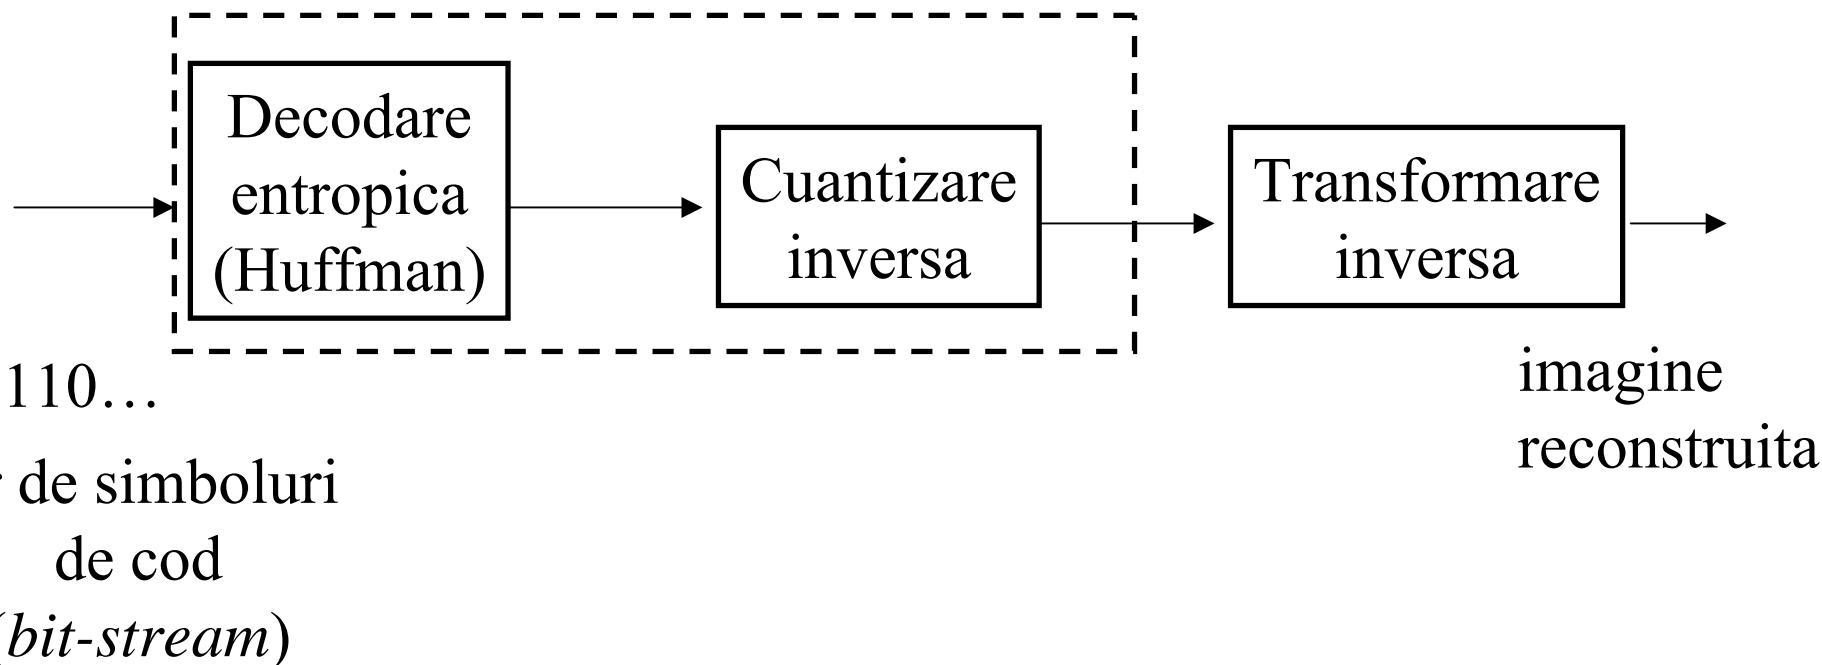 Decodare
entropica
(Huffman)
Cuantizare
inversa
Transformare
inversa
110…
de simboluri
de cod
(bit-stream)
imagine
reconstruita